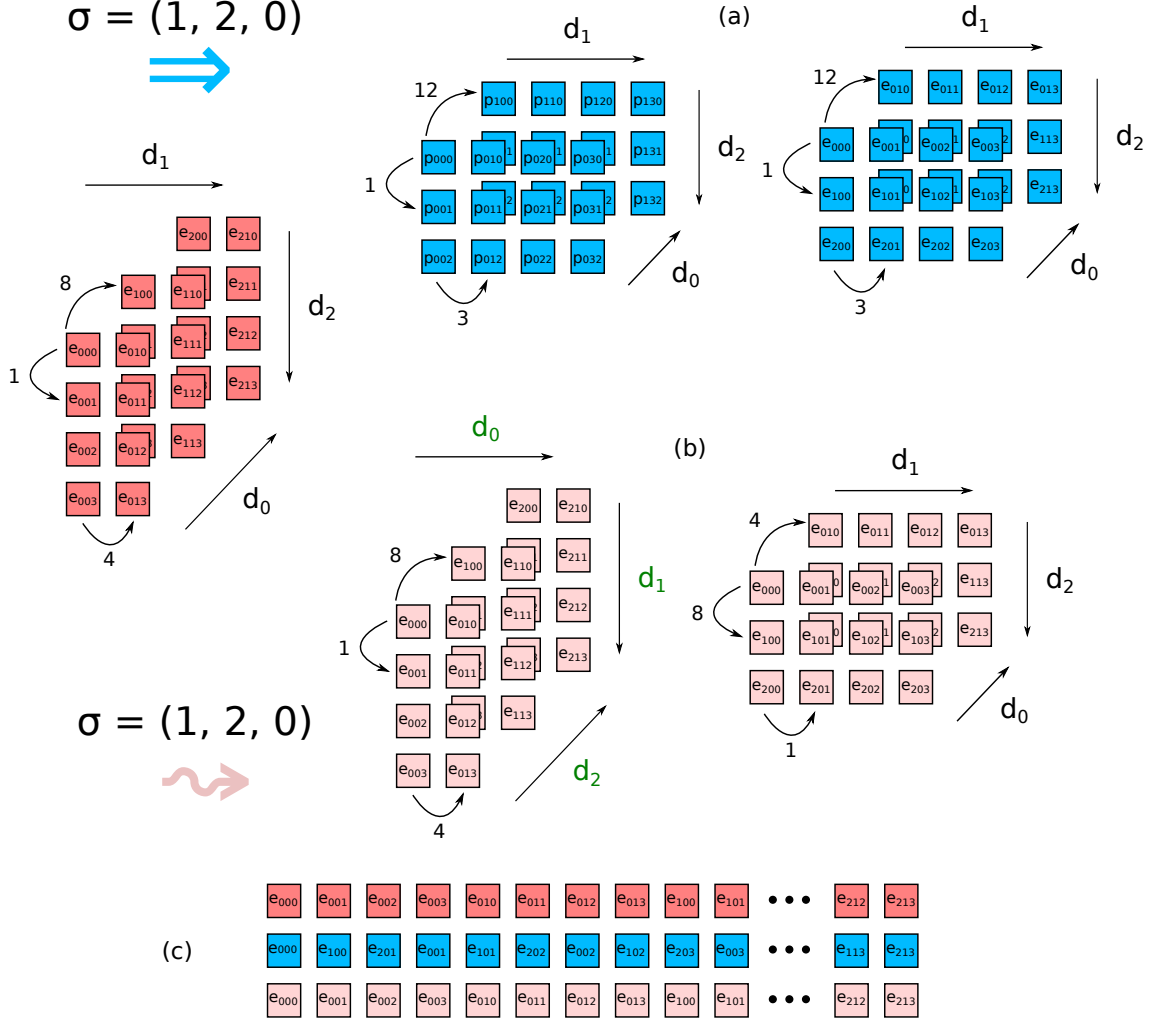 σ = (1, 2, 0)
(a)
d1
d1
12
p100 p110 p120 p130
12
e010 e011 e012 e013
d2
d2
p000 p010 p020 p030 p131
e000 e001 e002 e003 e113
1
1
p001 p011 p021 p031 p132
e100 e101 e102 e103 e213
p002 p012 p022 p032
e200 e201 e202 e203
d0
d0
3
3
d1
e200 e210
8
e100 e110 e211
d2
e000 e010 e111 e212
1
e001 e011 e112 e213
e002 e012 e113
e003 e013
d0
4
d0
(b)
d1
e200 e210
8
e100 e110 e211
d1
e000 e010 e111 e212
1
e001 e011 e112 e213
e002 e012 e113
e003 e013
d2
4
4
e010 e011 e012 e013
d2
e000 e001 e002 e003 e113
8
e100 e101 e102 e103 e213
e200 e201 e202 e203
d0
1
σ = (1, 2, 0)
e000 e001 e002 e003 e010 e011 e012 e013 e100 e101 ••• e212 e213
(c)
e000 e100 e201 e001 e101 e202 e002 e102 e203 e003 ••• e113 e213
e000 e001 e002 e003 e010 e011 e012 e013 e100 e101 ••• e212 e213